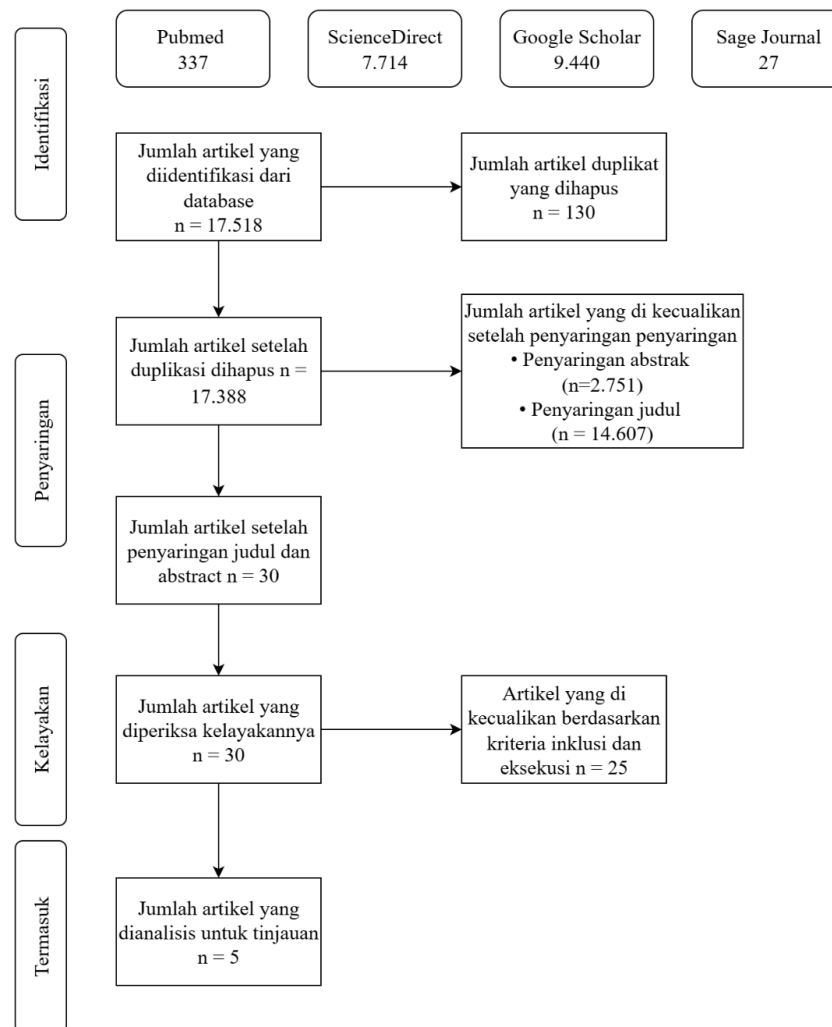 Pubmed
337
ScienceDirect
7.714
Google Scholar
9.440
Sage Journal
27
Identifikasi
Jumlah artikel yang
diidentifikasi dari
database
n = 17.518
Jumlah artikel duplikat
yang dihapus
n = 130
Penyaringan
Jumlah artikel setelah
duplikasi dihapus n =
17.388
Jumlah artikel yang di kecualikan
setelah penyaringan penyaringan
• Penyaringan abstrak
(n=2.751)
• Penyaringan judul
(n = 14.607)
Jumlah artikel setelah
penyaringan judul dan
abstract n = 30
Kelayakan
Jumlah artikel yang
diperiksa kelayakannya
n = 30
Artikel yang di
kecualikan berdasarkan
kriteria inklusi dan
eksekusi n = 25
Termasuk
Jumlah artikel yang
dianalisis untuk tinjauan
n = 5